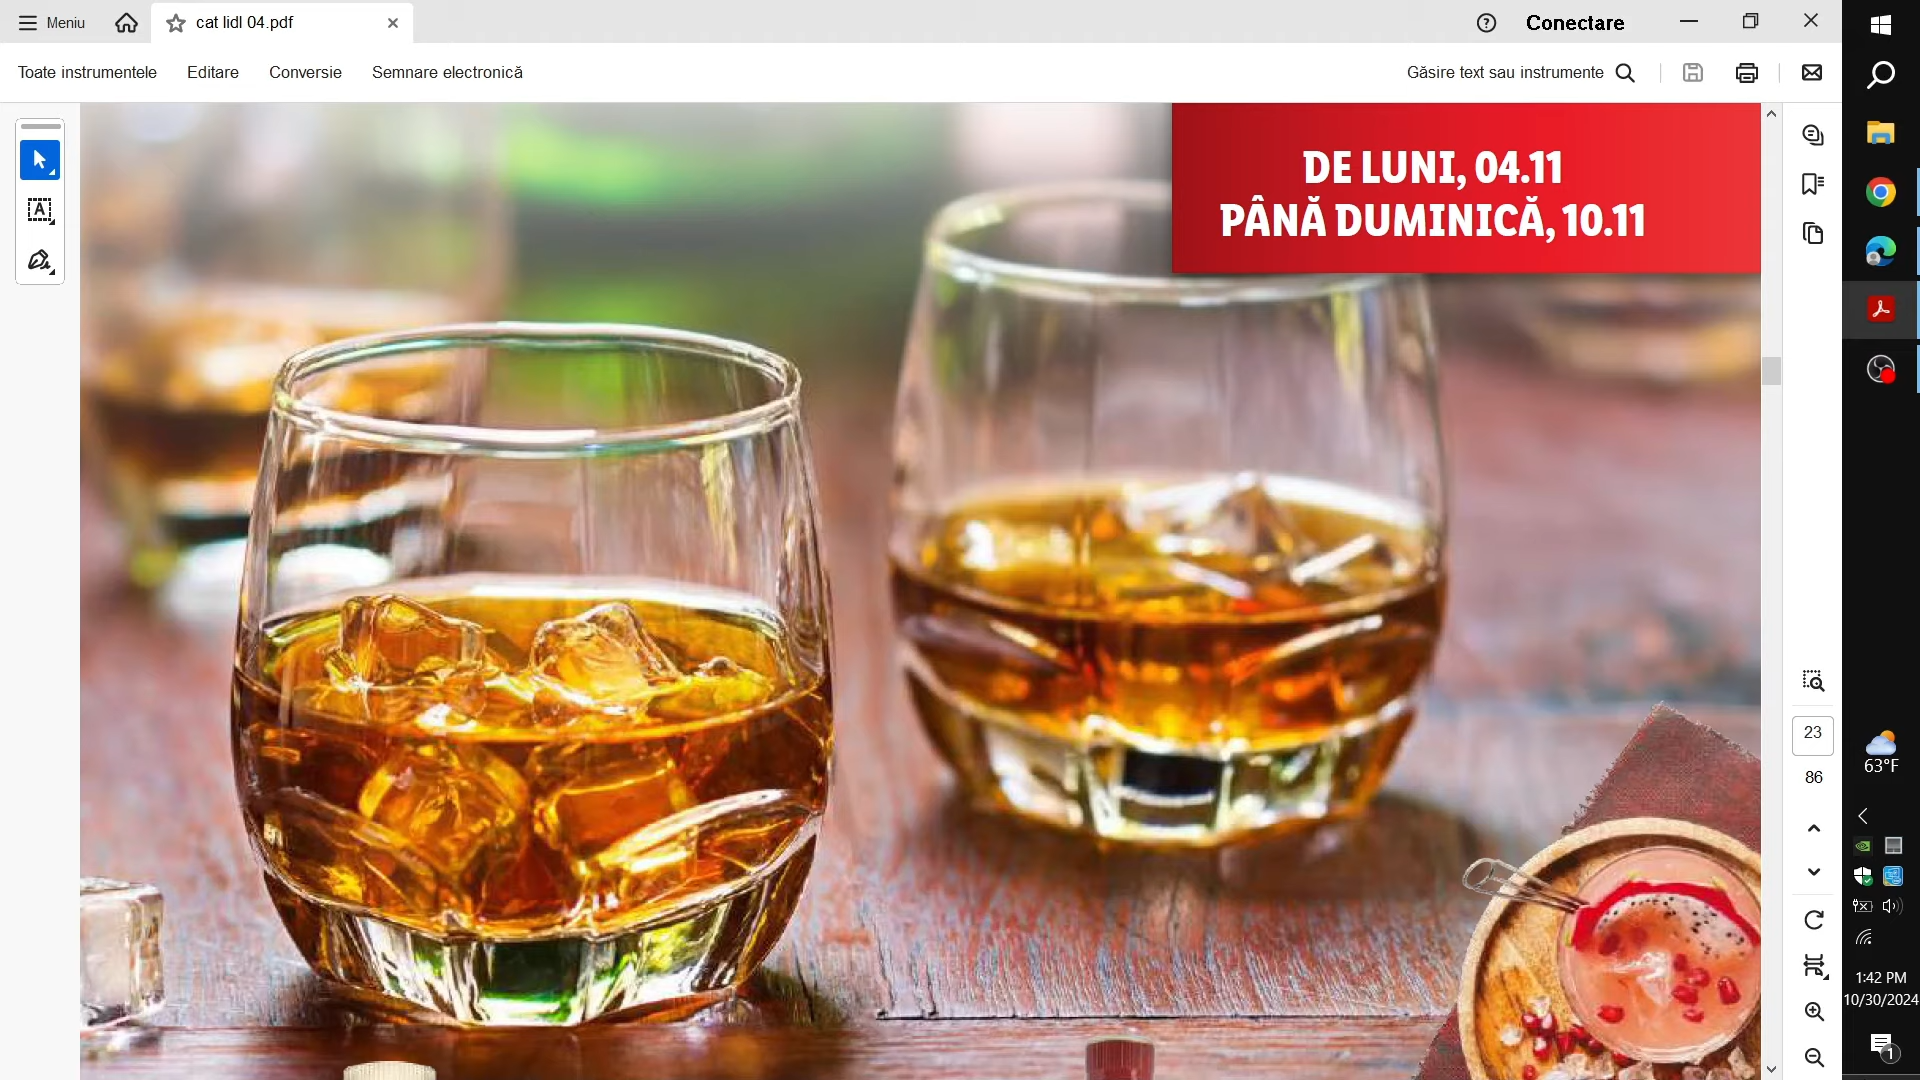 Meniu
cat lidl 04.pdf
Conectare
Toate instrumentele
Editare
Conversie
Semnare electronică
Găsire text sau instrumente
DE LUNI, 04.11
PÂNĂ DUMINICĂ, 10.11
23
86
63°F
1:42 PM
10/30/2024
1